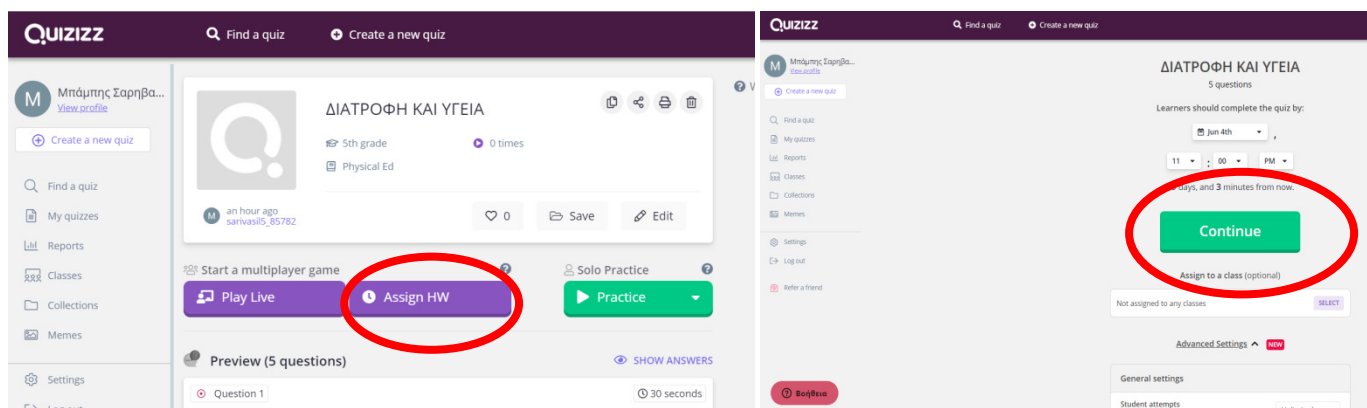 QUIZIZZ
Find a quiz
Create a new quiz
M
Μπάμπης Σαρηβα...
View profile
Create a new quiz
Find a quiz
My quizzes
Reports
Classes
Collections
Memes
Settings
ΔΙΑΤΡΟΦΗ ΚΑΙ ΥΓΕΙΑ
5th grade
0 times
Physical Ed
M
an hour ago
sarivasil5_85782
0
Save
Edit
Start a multiplayer game
Solo Practice
Play Live
Assign HW
Practice
Preview (5 questions)
SHOW ANSWERS
Question 1
30 seconds
QUIZIZZ
Find a quiz
Create a new quiz
M
Μπάμπης Σαρηβα...
View profile
Create a new quiz
Find a quiz
My quizzes
Reports
Classes
Collections
Memes
Settings
Log out
Refer a friend
Βοήθεια
ΔΙΑΤΡΟΦΗ ΚΑΙ ΥΓΕΙΑ
5 questions
Learners should complete the quiz by:
Jun 4th ,
11 : 00 PM
days, and 3 minutes from now.
Continue
Assign to a class (optional)
Not assigned to any classes
SELECT
Advanced Settings NEW
General settings
Student attempts